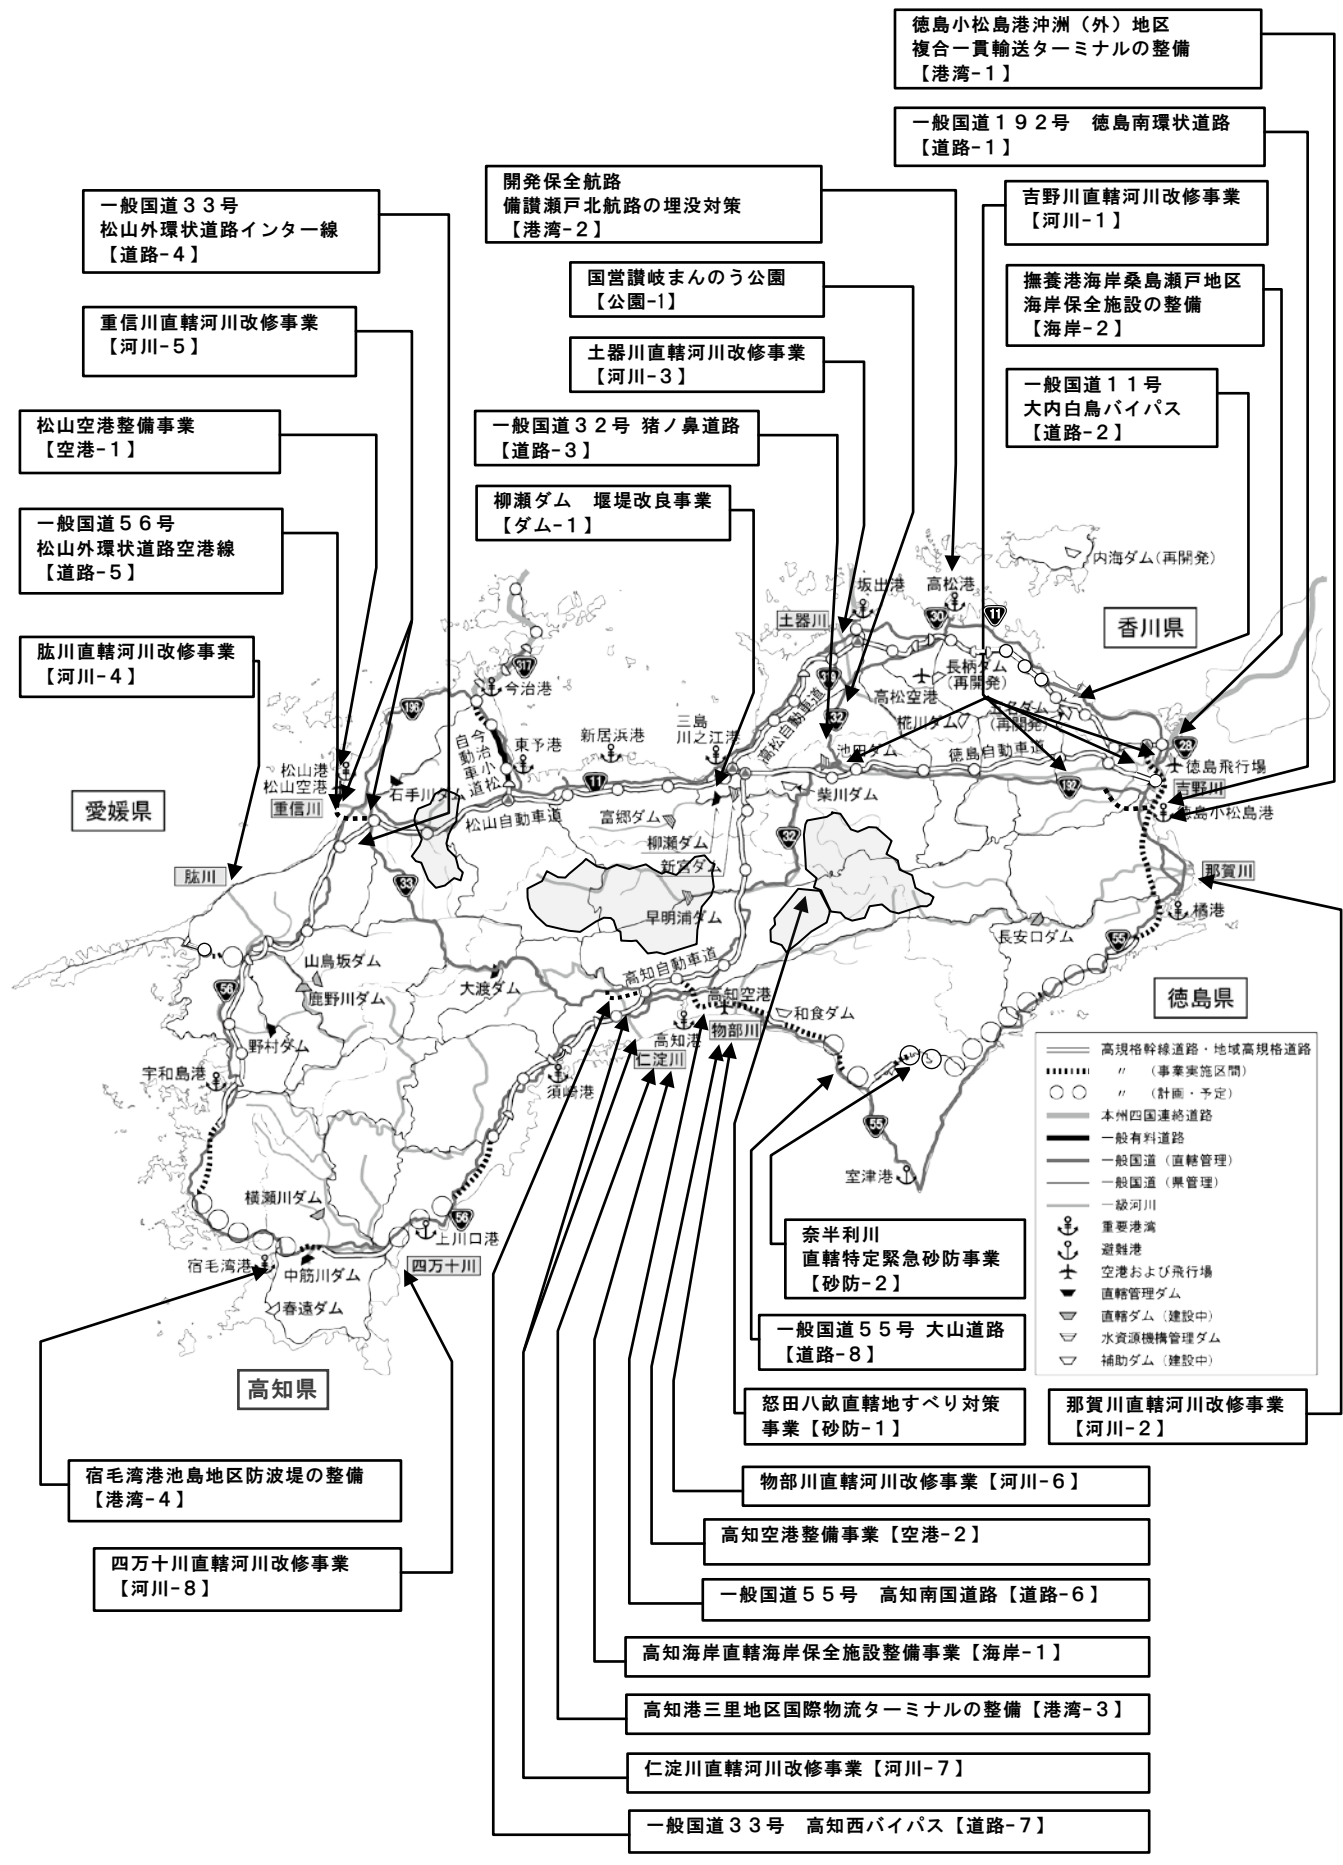 徳島小松島港沖洲（外）地区
複合一貫輸送ターミナルの整備
【港湾-１】
一般国道１９２号　徳島南環状道路
【道路-１】
開発保全航路
備讃瀬戸北航路の埋没対策
【港湾-２】
吉野川直轄河川改修事業
【河川-１】
一般国道３３号
松山外環状道路インター線
【道路-４】
国営讃岐まんのう公園
【公園-1】
撫養港海岸桑島瀬戸地区
海岸保全施設の整備
【海岸-２】
重信川直轄河川改修事業
【河川-５】
土器川直轄河川改修事業
【河川-３】
一般国道１１号
大内白鳥バイパス
【道路-２】
松山空港整備事業
【空港-１】
一般国道３２号 猪ノ鼻道路
【道路-３】
柳瀬ダム　堰堤改良事業
【ダム-１】
一般国道５６号
松山外環状道路空港線
【道路-５】
肱川直轄河川改修事業
【河川-４】
内海ダム(再開発)
坂出港
高松港
土器川
30
11
香川県
317
今治港
196
長柄ダム
(再開発)
高松空港
319
高松自動車道
32
椛川ダム
(再開発)
三島
川之江港
新居浜港
東予港
今治小松
自動車道
11
池田ダム
徳島自動車道
28
徳島飛行場
松山港
松山空港
重信川
石手川ダム
松山自動車道
富郷ダム
柳瀬ダム
新宮ダム
柴川ダム
192
吉野川
徳島小松島港
愛媛県
32
肱川
33
早明浦ダム
那賀川
橘港
長安口ダム
55
山鳥坂ダム
鹿野川ダム
大渡ダム
高知自動車道
56
野村ダム
高知空港
高知港
物部川
和食ダム
仁淀川
徳島県
宇和島港
須崎港
55
室津港
横瀬川ダム
56
上川口港
宿毛湾港
中筋川ダム
四万十川
春遠ダム
高知県
高規格幹線道路・地域高規格道路
〃　（事業実施区間）
〃　（計画・予定）
本州四国連絡道路
一般有料道路
一般国道（直轄管理）
一般国道（県管理）
一級河川
重要港湾
避難港
空港および飛行場
直轄管理ダム
直轄ダム（建設中）
水資源機構管理ダム
補助ダム（建設中）
奈半利川
直轄特定緊急砂防事業
【砂防-２】
一般国道５５号 大山道路
【道路-８】
怒田八畝直轄地すべり対策
事業【砂防-１】
那賀川直轄河川改修事業
【河川-２】
宿毛湾港池島地区防波堤の整備
【港湾-４】
物部川直轄河川改修事業【河川-６】
高知空港整備事業【空港-２】
四万十川直轄河川改修事業
【河川-８】
一般国道５５号　高知南国道路【道路-６】
高知海岸直轄海岸保全施設整備事業【海岸-１】
高知港三里地区国際物流ターミナルの整備【港湾-３】
仁淀川直轄河川改修事業【河川-７】
一般国道３３号　高知西バイパス【道路-７】